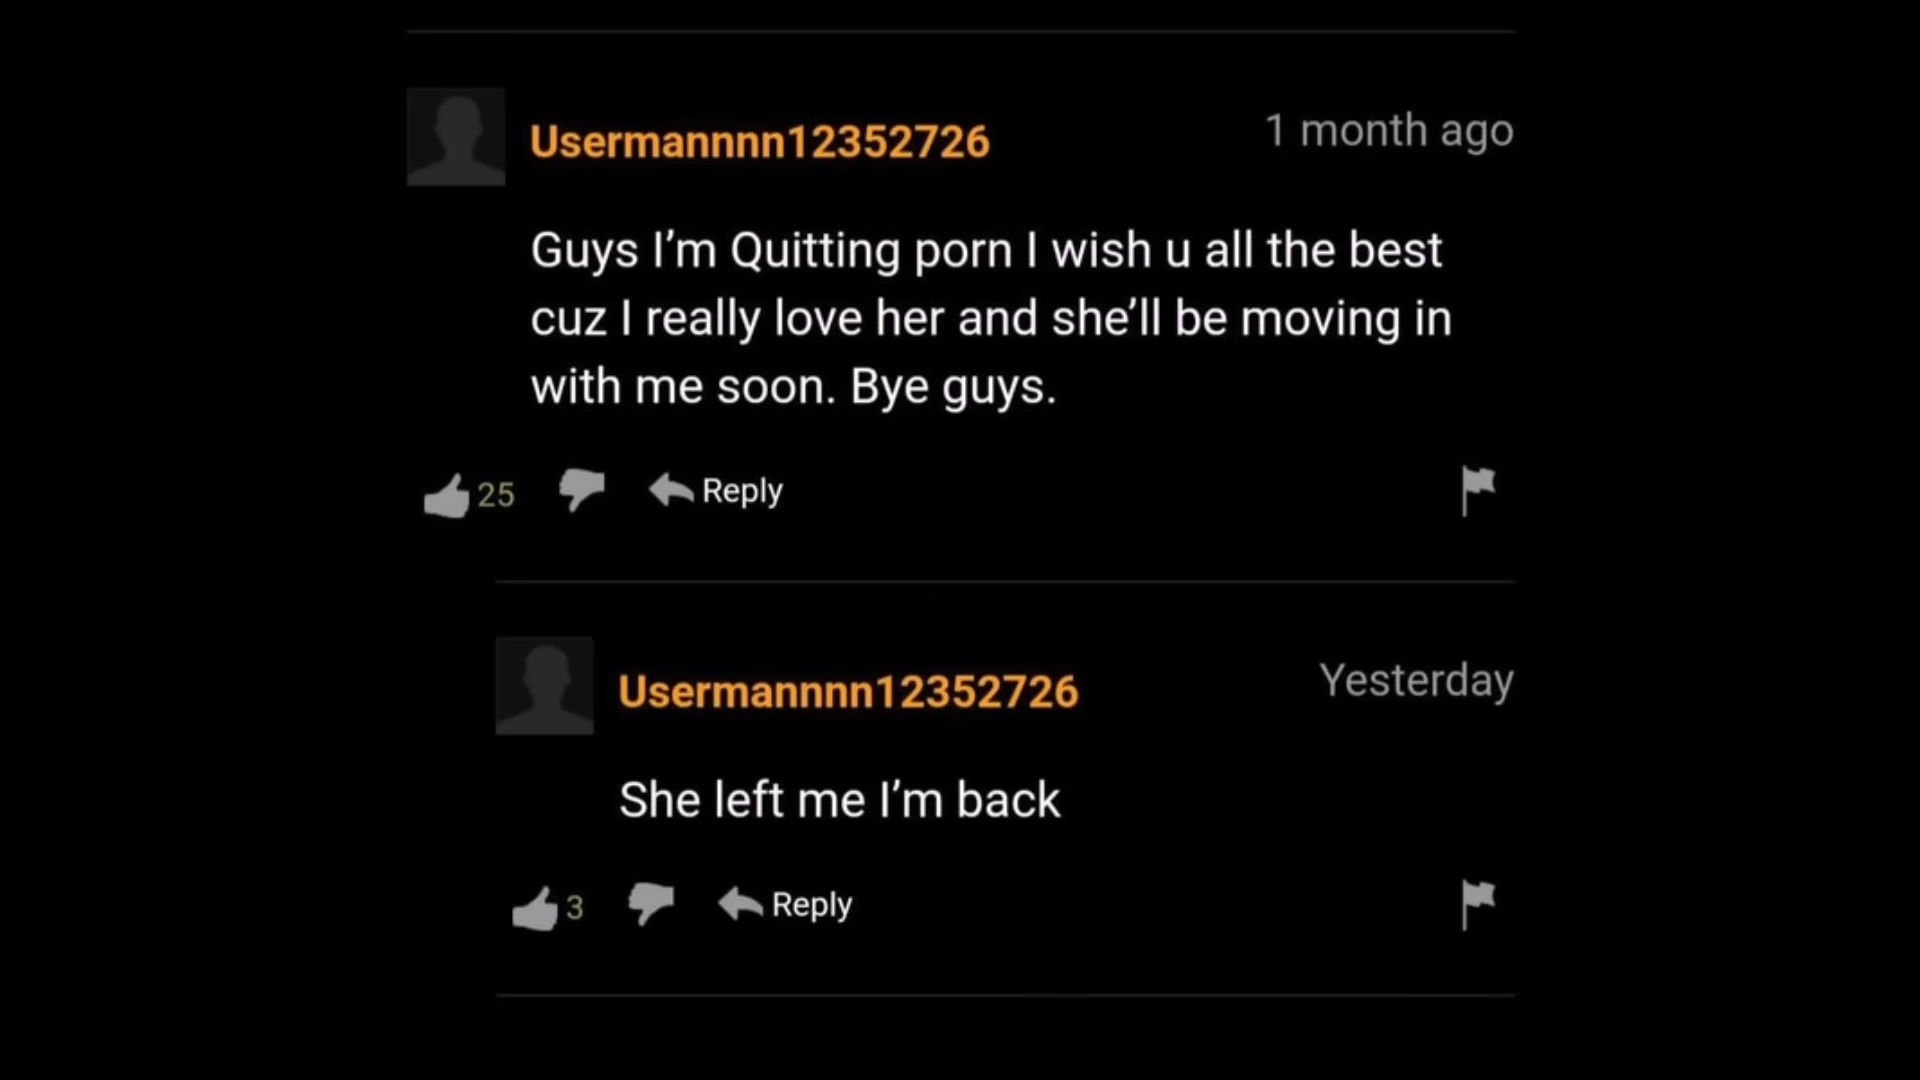 Usermannnn12352726
1 month ago
Guys I’m Quitting porn I wish u all the best
cuz I really love her and she’ll be moving in
with me soon. Bye guys.
25 Reply
Usermannnn12352726
Yesterday
She left me I’m back
3 Reply